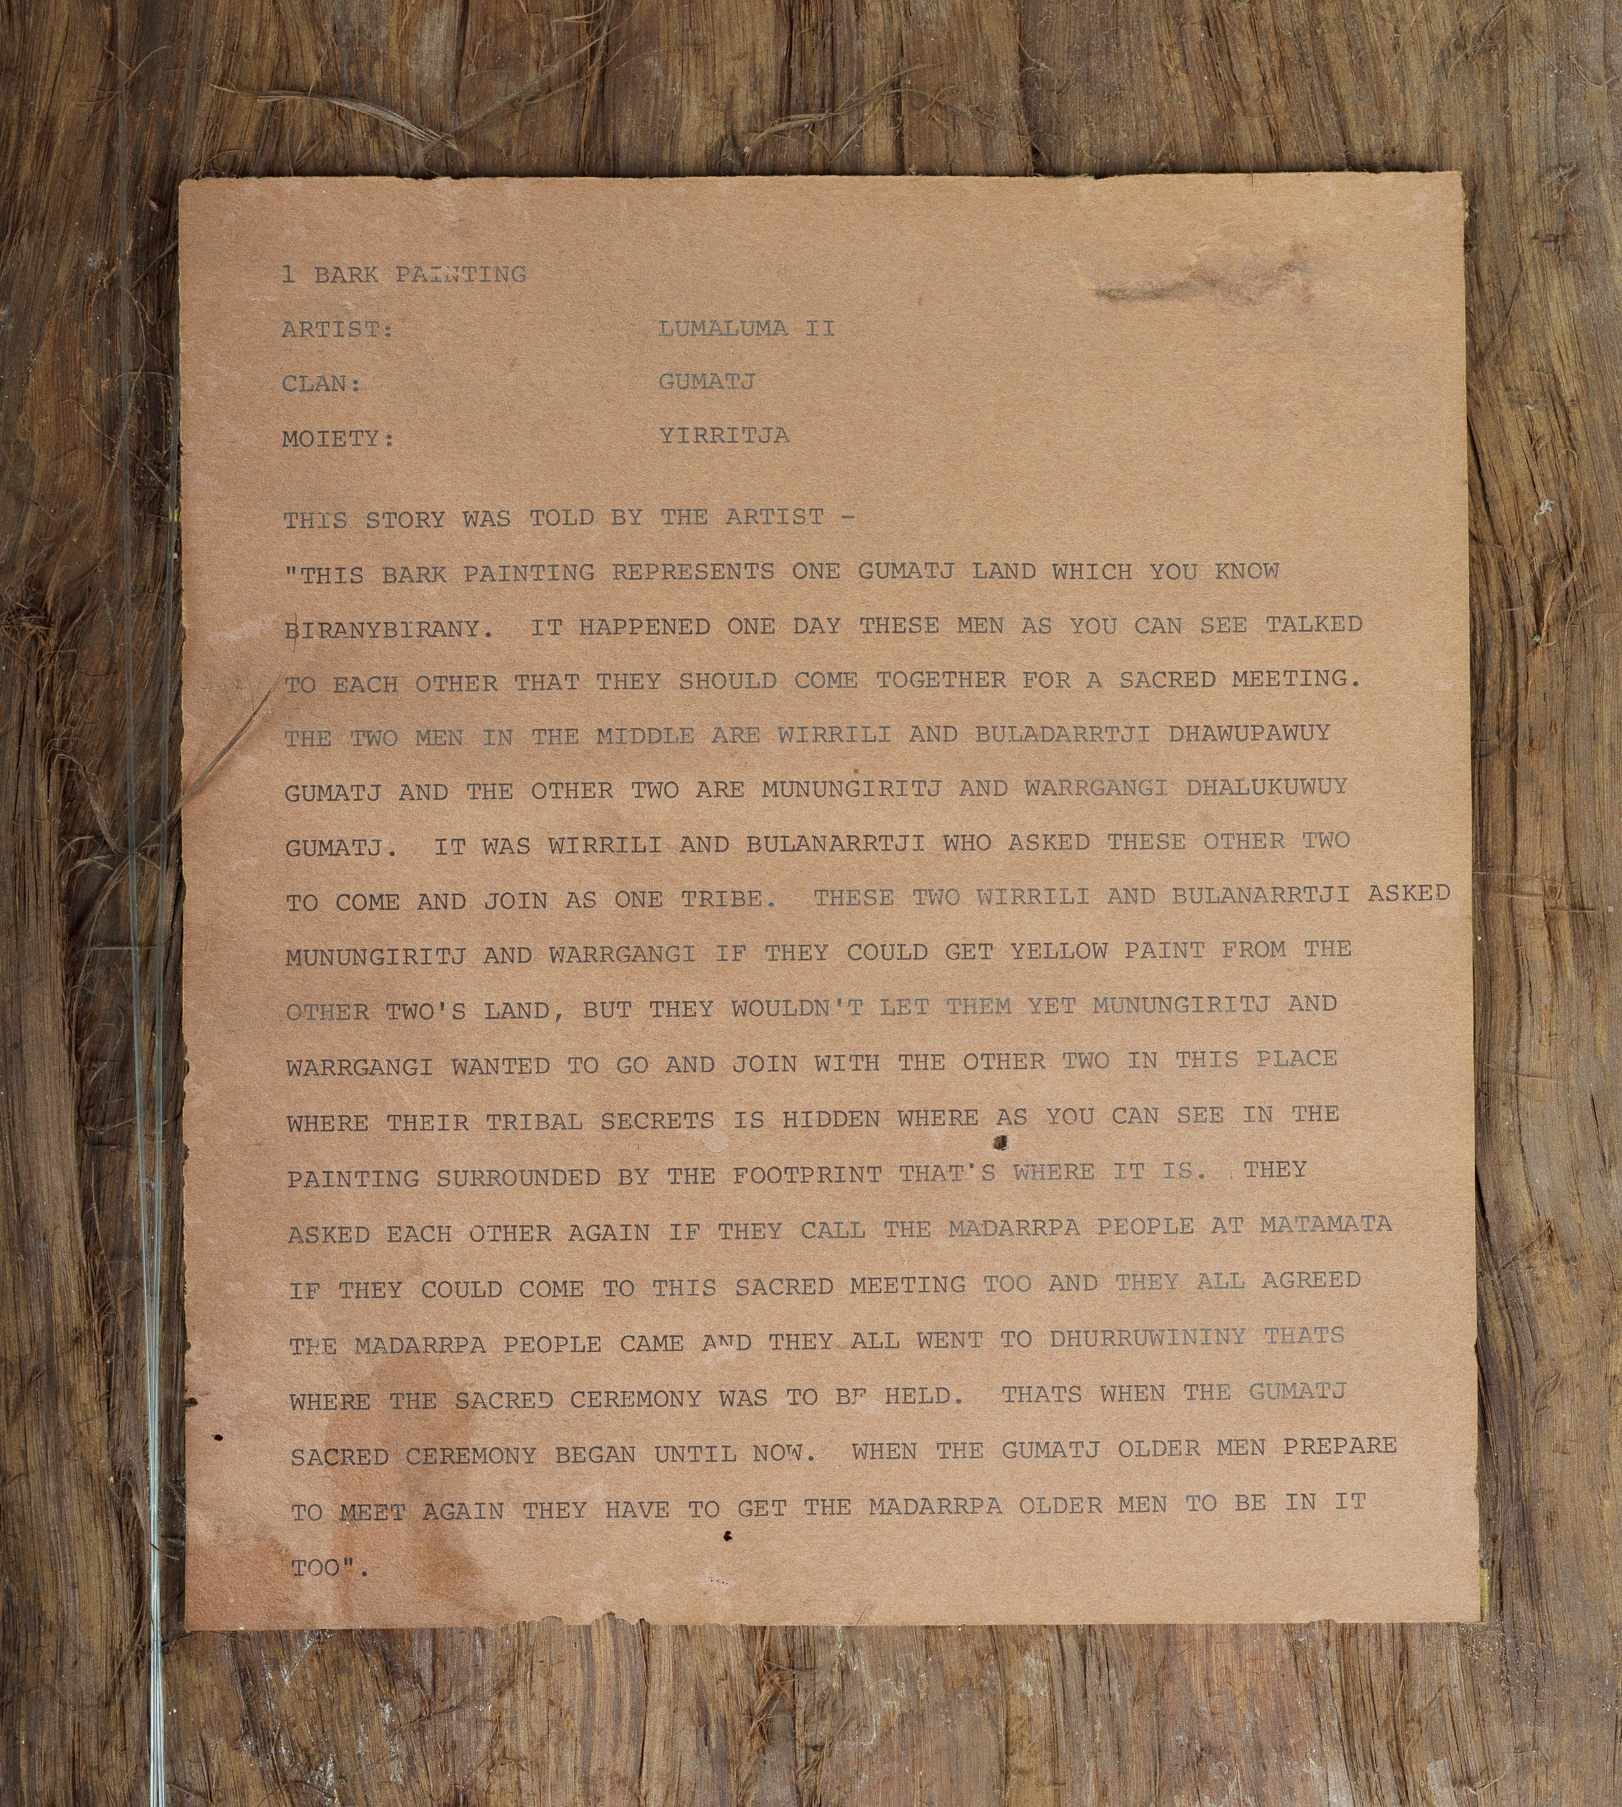 1 BARK PAINTING
ARTIST: LUMALUMA II
CLAN: GUMATJ
MOIETY: YIRRITJA
THIS STORY WAS TOLD BY THE ARTIST -
"THIS BARK PAINTING REPRESENTS ONE GUMATJ LAND WHICH YOU KNOW
BIRANYBIRANY. IT HAPPENED ONE DAY THESE MEN AS YOU CAN SEE TALKED
TO EACH OTHER THAT THEY SHOULD COME TOGETHER FOR A SACRED MEETING.
THE TWO MEN IN THE MIDDLE ARE WIRRILI AND BULADARRTJI DHAWUPAWUY
GUMATJ AND THE OTHER TWO ARE MUNUNGIRITJ AND WARRGANGI DHALUKUWUY
GUMATJ. IT WAS WIRRILI AND BULANARRTJI WHO ASKED THESE OTHER TWO
TO COME AND JOIN AS ONE TRIBE. THESE TWO WIRRILI AND BULANARRTJI ASKED
MUNUNGIRITJ AND WARRGANGI IF THEY COULD GET YELLOW PAINT FROM THE
OTHER TWO'S LAND, BUT THEY WOULDN'T LET THEM YET MUNUNGIRITJ AND
WARRGANGI WANTED TO GO AND JOIN WITH THE OTHER TWO IN THIS PLACE
WHERE THEIR TRIBAL SECRETS IS HIDDEN WHERE AS YOU CAN SEE IN THE
PAINTING SURROUNDED BY THE FOOTPRINT THAT'S WHERE IT IS. THEY
ASKED EACH OTHER AGAIN IF THEY CALL THE MADARRPA PEOPLE AT MATAMATA
IF THEY COULD COME TO THIS SACRED MEETING TOO AND THEY ALL AGREED
THE MADARRPA PEOPLE CAME AND THEY ALL WENT TO DHURRUWININY THATS
WHERE THE SACRED CEREMONY WAS TO BE HELD. THATS WHEN THE GUMATJ
SACRED CEREMONY BEGAN UNTIL NOW. WHEN THE GUMATJ OLDER MEN PREPARE
TO MEET AGAIN THEY HAVE TO GET THE MADARRPA OLDER MEN TO BE IN IT
TOO".